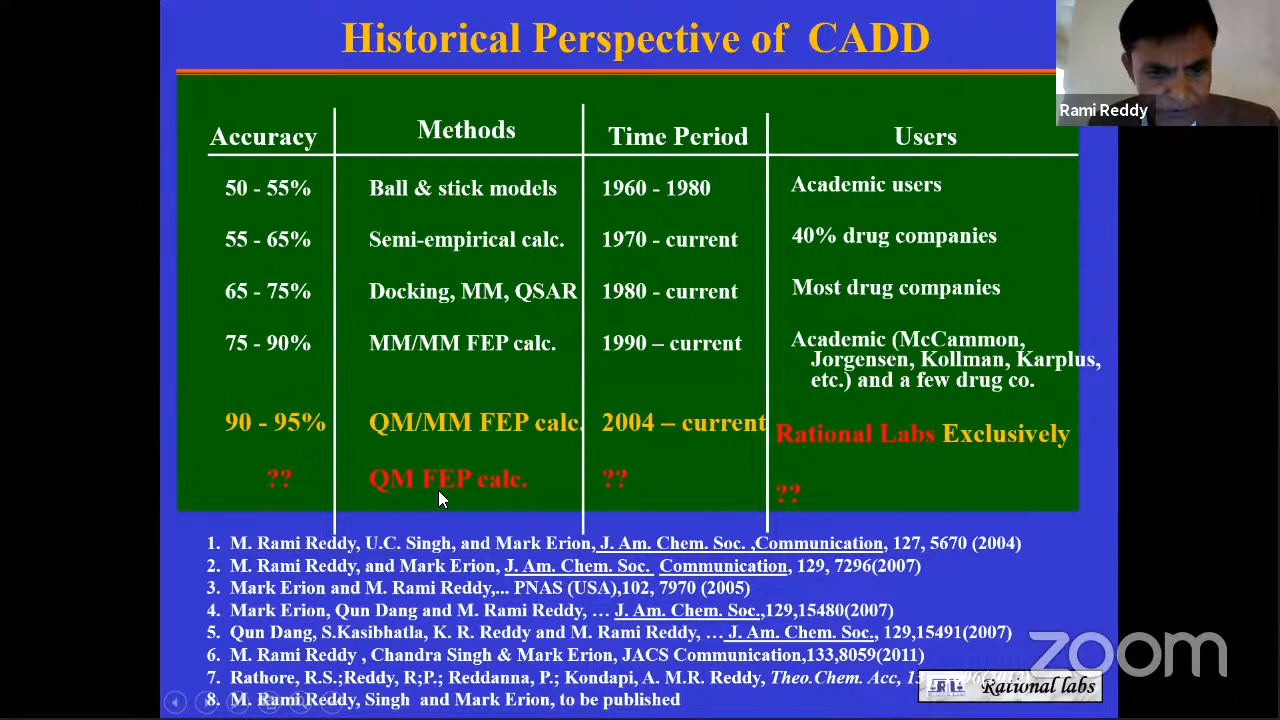 Historical Perspective of CADD
Rami Reddy
Accuracy Methods Time Period Users
50 - 55% Ball & stick models 1960 - 1980 Academic users
55 - 65% Semi-empirical calc. 1970 - current 40% drug companies
65 - 75% Docking, MM, QSAR 1980 - current Most drug companies
75 - 90% MM/MM FEP calc. 1990 – current Academic (McCammon,
Jorgensen, Kollman, Karplus,
etc.) and a few drug co.
90 - 95% QM/MM FEP calc. 2004 – current Rational Labs Exclusively
?? QM FEP calc. ?? ??
1. M. Rami Reddy, U.C. Singh, and Mark Erion, J. Am. Chem. Soc. ,Communication, 127, 5670 (2004)
2. M. Rami Reddy, and Mark Erion, J. Am. Chem. Soc. Communication, 129, 7296(2007)
3. Mark Erion and M. Rami Reddy,... PNAS (USA),102, 7970 (2005)
4. Mark Erion, Qun Dang and M. Rami Reddy, … J. Am. Chem. Soc.,129,15480(2007)
5. Qun Dang, S.Kasibhatla, K. R. Reddy and M. Rami Reddy, … J. Am. Chem. Soc., 129,15491(2007)
6. M. Rami Reddy , Chandra Singh & Mark Erion, JACS Communication,133,8059(2011)
7. Rathore, R.S.;Reddy, R;P.; Reddanna, P.; Kondapi, A. M.R. Reddy, Theo.Chem. Acc,
8. M. Rami Reddy, Singh and Mark Erion, to be published
Rational labs
zoom